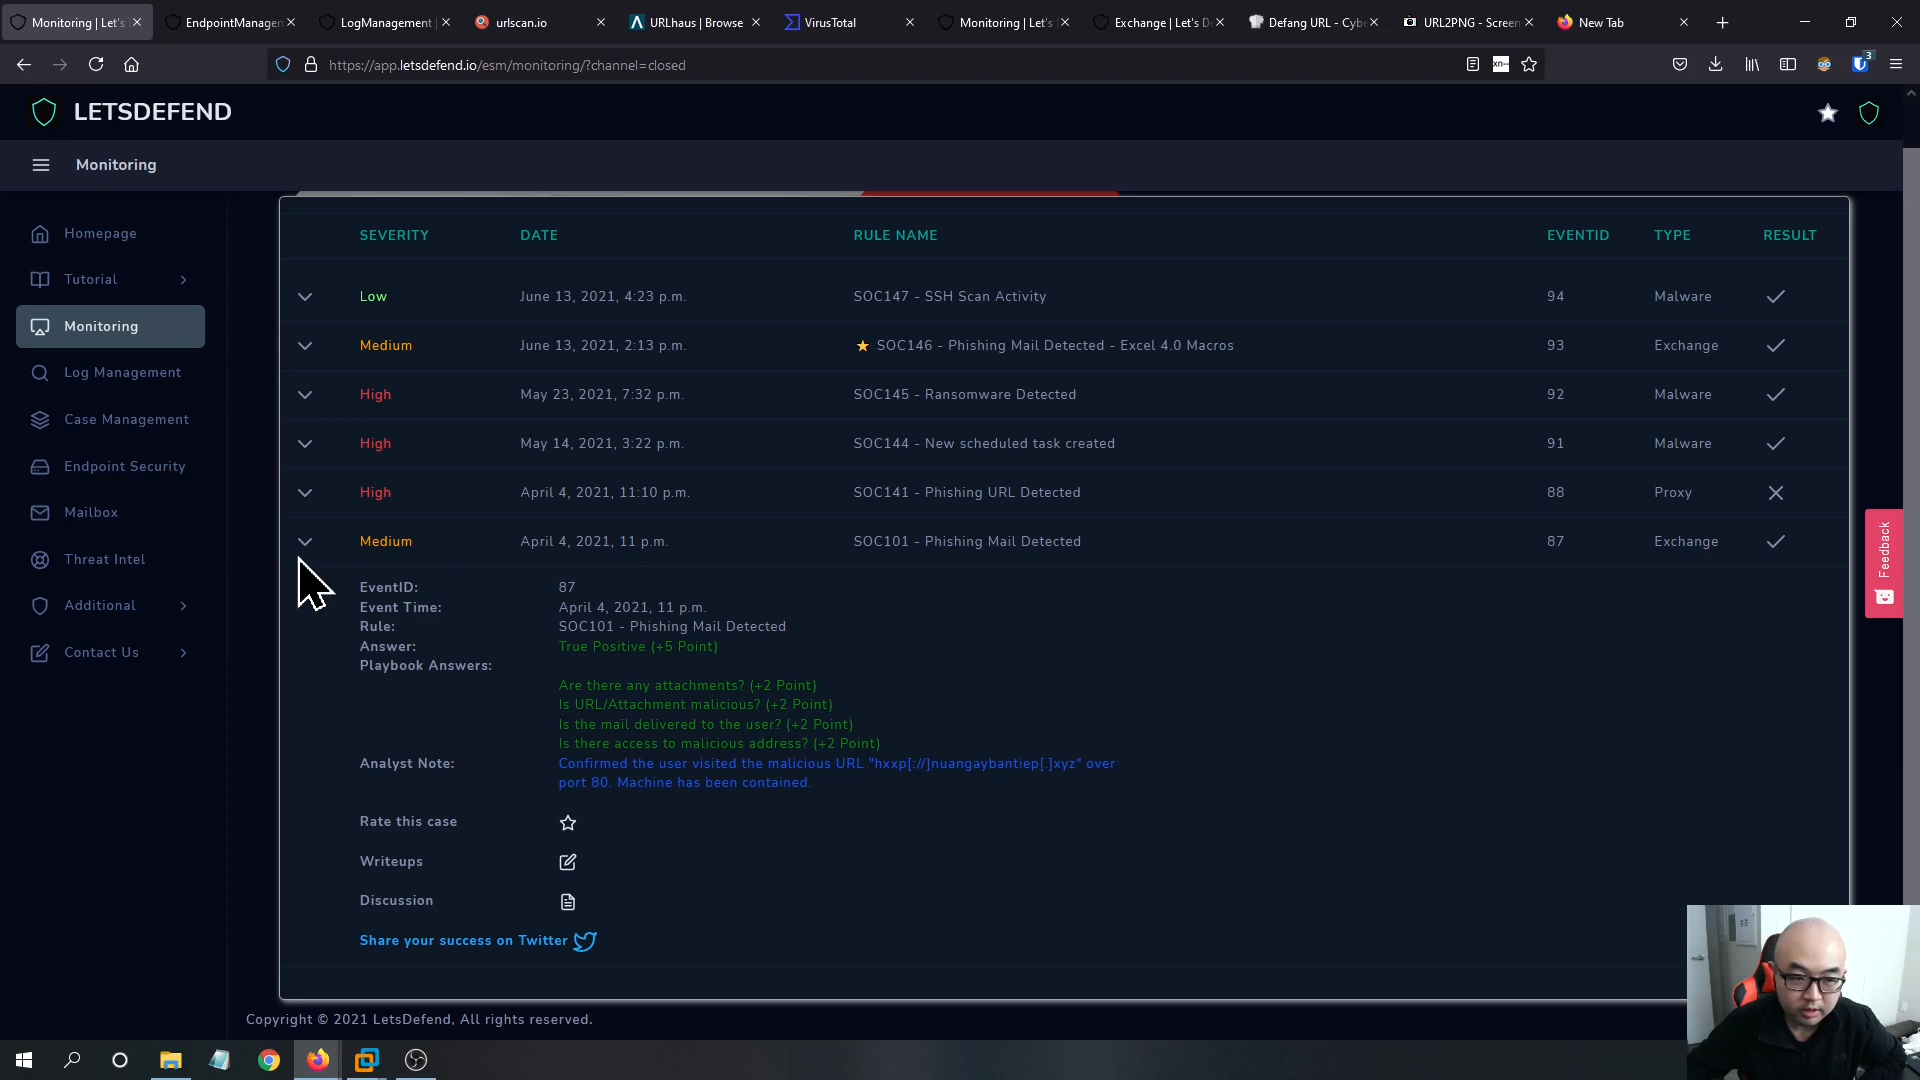 Monitoring | Let's
EndpointManagen
LogManagement |
urlscan.io
URLhaus | Browse
VirusTotal
Monitoring | Let's
Exchange | Let's D
Defang URL - Cybe
URL2PNG - Screen
New Tab
https://app.letsdefend.io/esm/monitoring/?channel=closed
xn--
3
LETSDEFEND
Monitoring
Homepage
Tutorial
Monitoring
Log Management
Case Management
Endpoint Security
Mailbox
Threat Intel
Additional
Contact Us
SEVERITY DATE RULE NAME EVENTID TYPE RESULT
Low June 13, 2021, 4:23 p.m. SOC147 - SSH Scan Activity 94 Malware
Medium June 13, 2021, 2:13 p.m. SOC146 - Phishing Mail Detected - Excel 4.0 Macros 93 Exchange
High May 23, 2021, 7:32 p.m. SOC145 - Ransomware Detected 92 Malware
High May 14, 2021, 3:22 p.m. SOC144 - New scheduled task created 91 Malware
High April 4, 2021, 11:10 p.m. SOC141 - Phishing URL Detected 88 Proxy
Medium April 4, 2021, 11 p.m. SOC101 - Phishing Mail Detected 87 Exchange
EventID: 87
Event Time: April 4, 2021, 11 p.m.
Rule: SOC101 - Phishing Mail Detected
Answer: True Positive (+5 Point)
Playbook Answers:
Are there any attachments? (+2 Point)
Is URL/Attachment malicious? (+2 Point)
Is the mail delivered to the user? (+2 Point)
Is there access to malicious address? (+2 Point)
Analyst Note: Confirmed the user visited the malicious URL "hxxp[://]nuangaybantiep[.]xyz" over
port 80. Machine has been contained.
Rate this case
Writeups
Discussion
Share your success on Twitter
Feedback
Copyright © 2021 LetsDefend, All rights reserved.